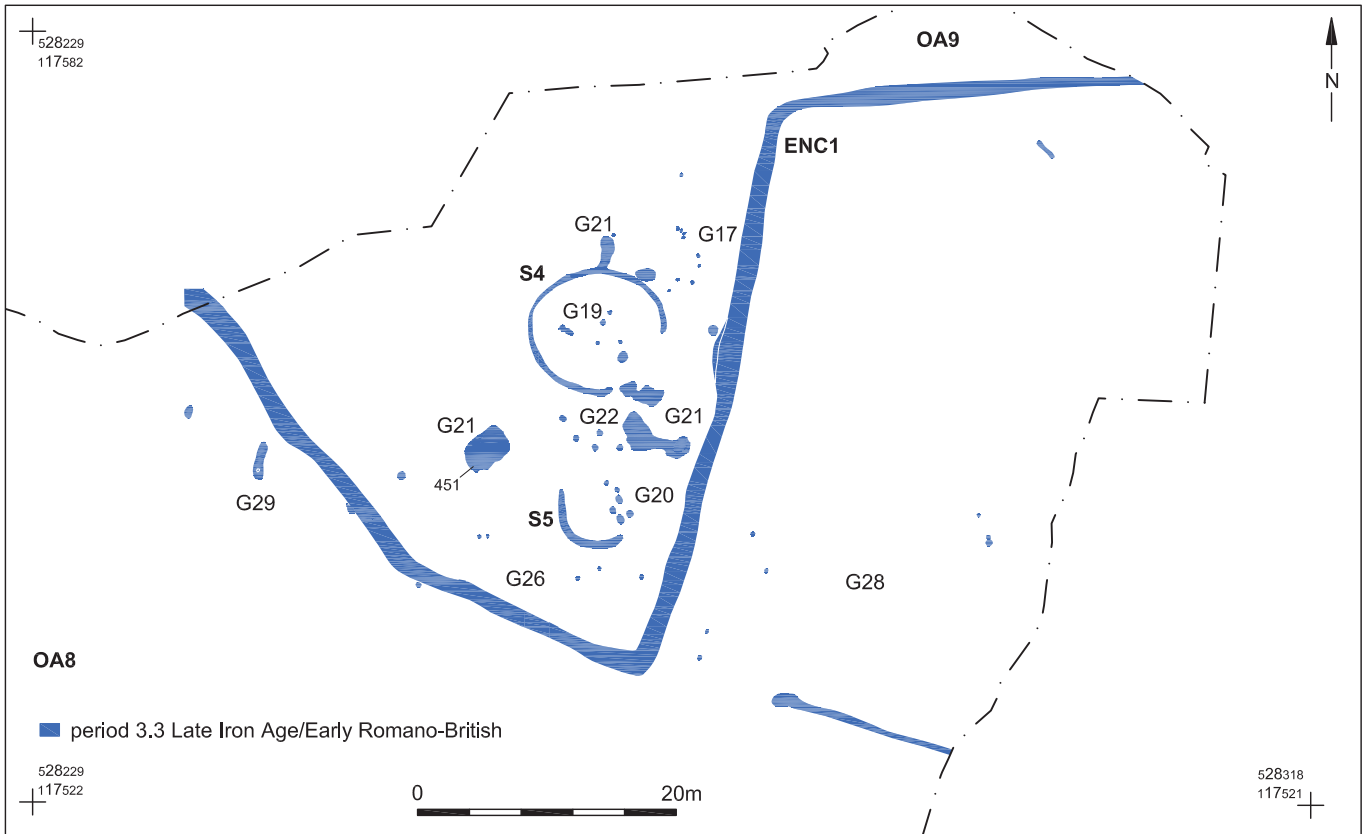 528229
117582
OA9
N
ENC1
G21
G17
S4
G19
G22
G21
G21
451
G20
G29
S5
G26
G28
OA8
period 3.3 Late Iron Age/Early Romano-British
528229
117522
0
20m
528318
117521